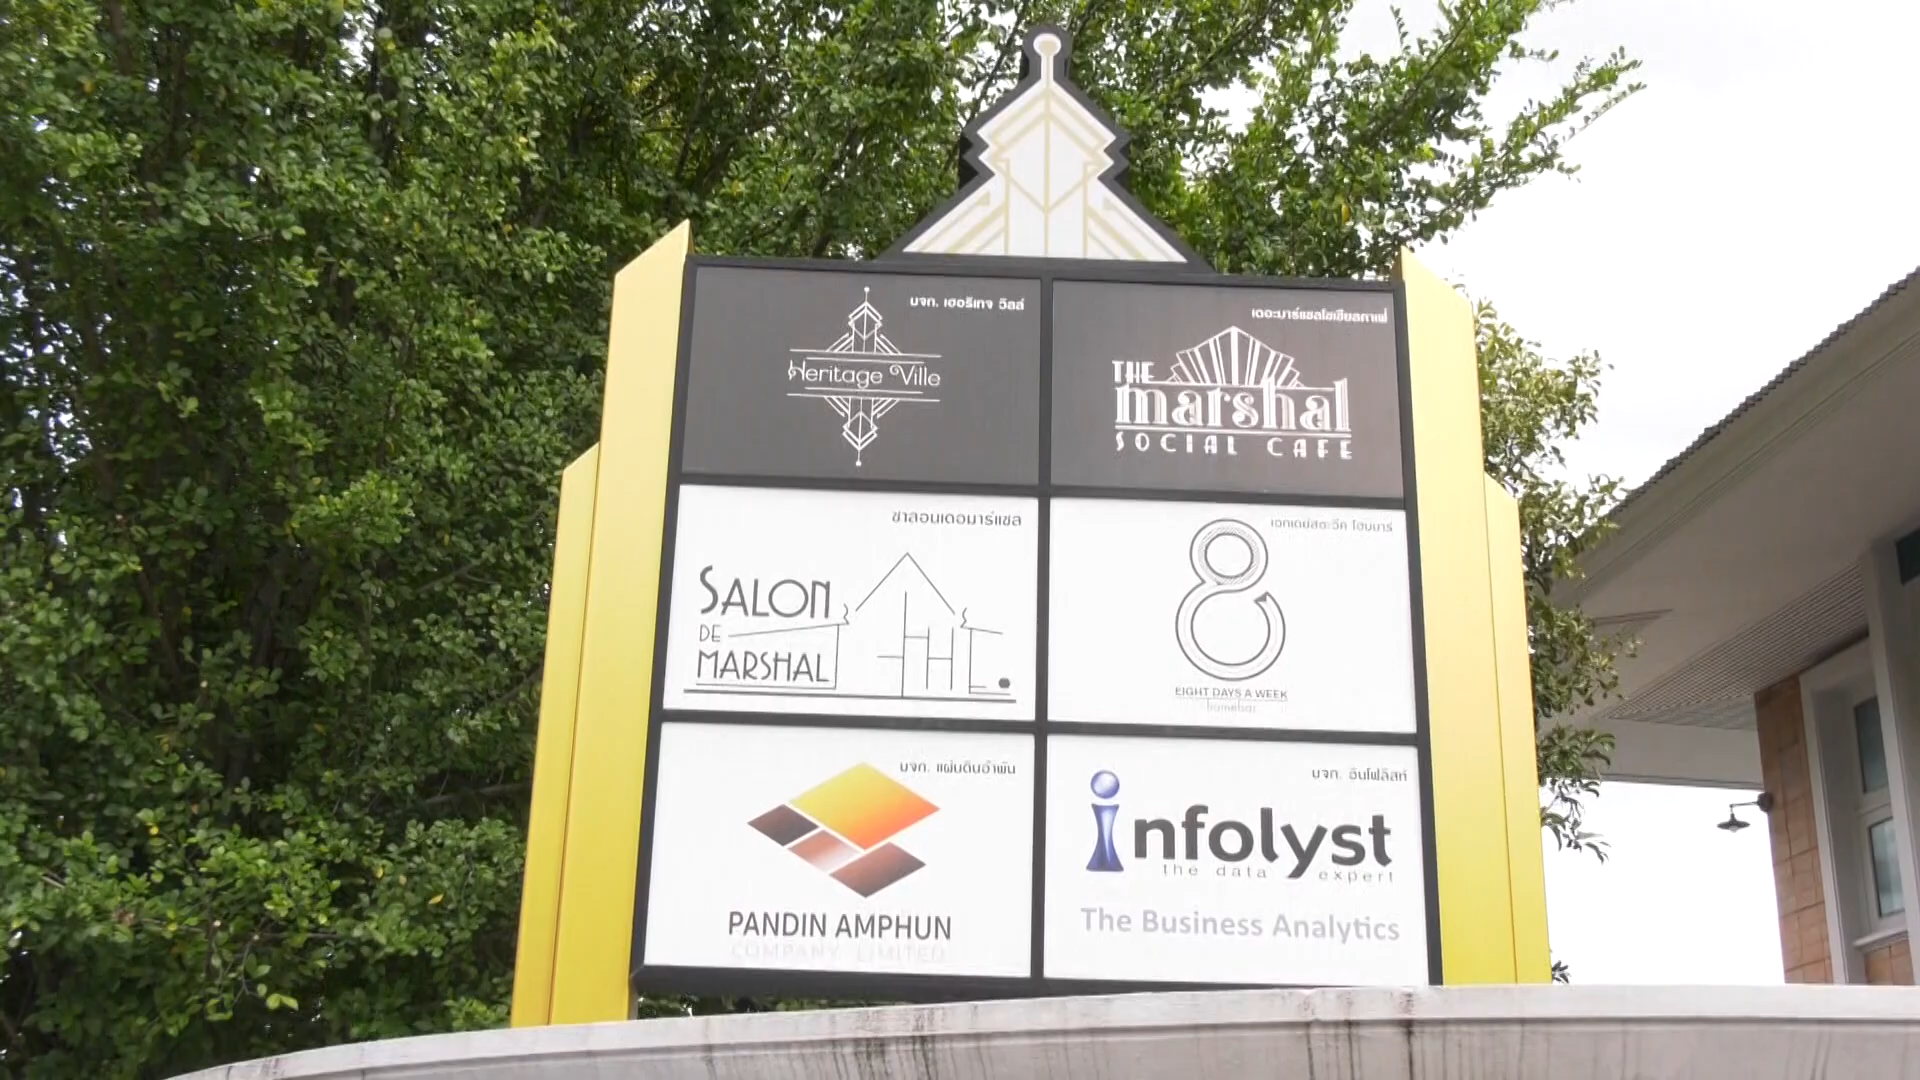 บจก. เฮอริเทจ วิลล์
Heritage Ville
เดอะมาร์แชลโซเชียลคาเฟ่
THE
marshal
SOCIAL CAFE
ซาลอนเดอมาร์แชล
SALON
DE
MARSHAL
เอทเดย์สอะวีค โฮมบาร์
8
EIGHT DAYS A WEEK
homebar
บจก. แผ่นดินอำพัน
PANDIN AMPHUN
COMPANY LIMITED
บจก. อินโฟลิสท์
infolyst
the data expert
The Business Analytics